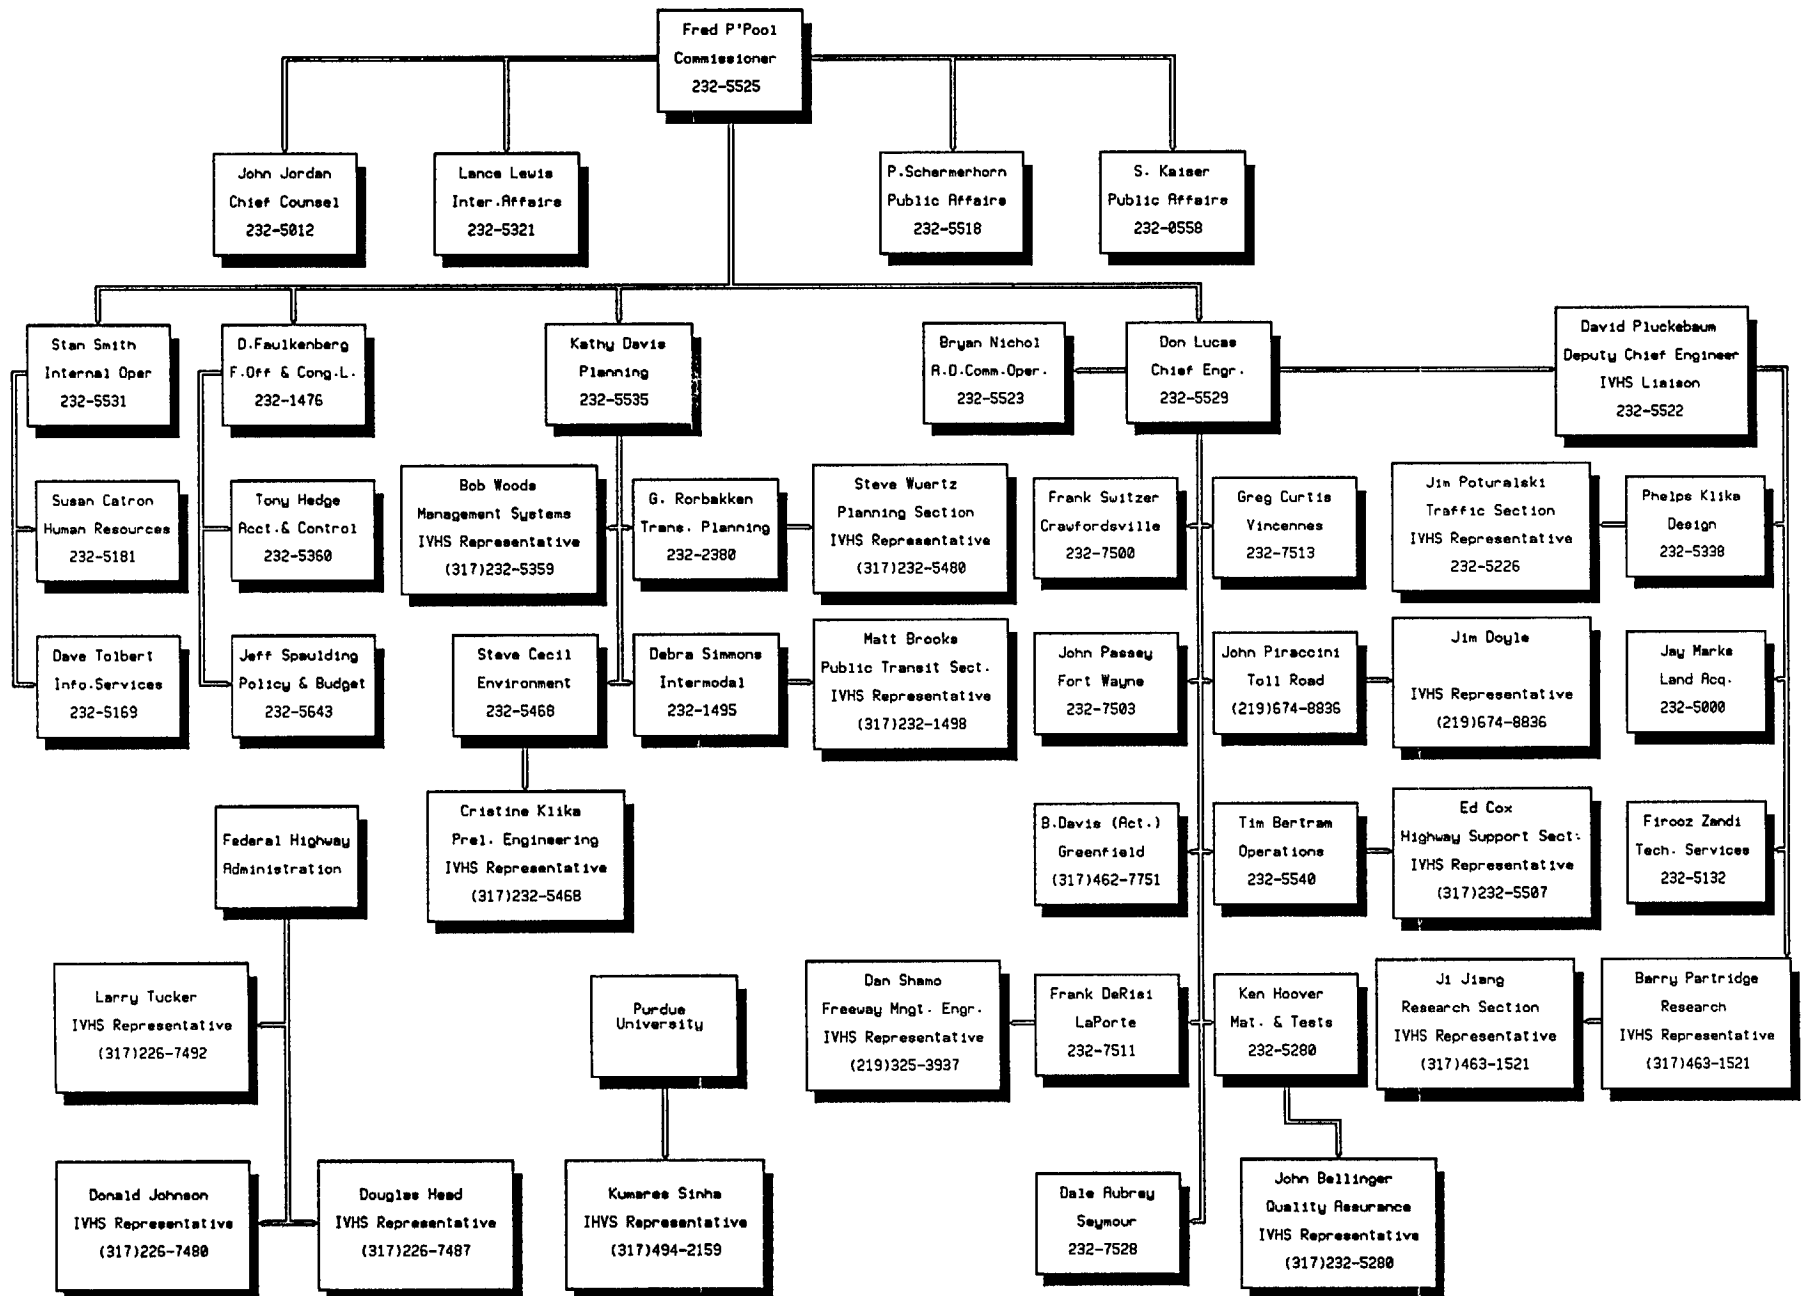 Fred P'Pool
Commissioner
232-5525
John Jordan
Chief Counsel
232-5012
Lance Lewis
Inter.Affairs
232-5321
P.Schermerhorn
Public Affairs
232-5518
S. Kaiser
Public Affairs
232-0558
Stan Smith
Internal Oper
232-5531
D.Faulkenberg
F.Off & Cong.L.
232-1476
Kathy Davis
Planning
232-5535
Bryan Nichol
A.D.Comm.Oper.
232-5523
Don Lucas
Chief Engr.
232-5529
David Pluckebaum
Deputy Chief Engineer
IVHS Liaison
232-5522
Susan Catron
Human Resources
232-5181
Tony Hedge
Acct.& Control
232-5360
Bob Woods
Management Systems
IVHS Representative
(317)232-5359
G. Rorbakken
Trans. Planning
232-2380
Steve Wuertz
Planning Section
IVHS Representative
(317)232-5480
Frank Switzer
Crawfordsville
232-7500
Greg Curtis
Vincennes
232-7513
Jim Poturalski
Traffic Section
IVHS Representative
232-5226
Phelps Klika
Design
232-5338
Dave Tolbert
Info.Services
232-5169
Jeff Spaulding
Policy & Budget
232-5643
Steve Cecil
Environment
232-5468
Debra Simmons
Intermodal
232-1495
Matt Brooks
Public Transit Sect.
IVHS Representative
(317)232-1498
John Passey
Fort Wayne
232-7503
John Piraccini
Toll Road
(219)674-8836
Jim Doyle
IVHS Representative
(219)674-8836
Jay Marks
Land Acq.
232-5000
Federal Highway
Administration
Cristine Klika
Prel. Engineering
IVHS Representative
(317)232-5468
B.Davis (Act.)
Greenfield
(317)462-7751
Tim Bertram
Operations
232-5540
Ed Cox
Highway Support Sect.
IVHS Representative
(317)232-5507
Firooz Zandi
Tech. Services
232-5132
Larry Tucker
IVHS Representative
(317)226-7492
Purdue
University
Dan Shamo
Freeway Mngt. Engr.
IVHS Representative
(219)325-3937
Frank DeRisi
LaPorte
232-7511
Ken Hoover
Mat. & Tests
232-5280
Ji Jiang
Research Section
IVHS Representative
(317)463-1521
Barry Partridge
Research
IVHS Representative
(317)463-1521
Donald Johnson
IVHS Representative
(317)226-7480
Douglas Head
IVHS Representative
(317)226-7487
Kumares Sinha
IHVS Representative
(317)494-2159
Dale Aubrey
Seymour
232-7528
John Bellinger
Quality Assurance
IVHS Representative
(317)232-5280